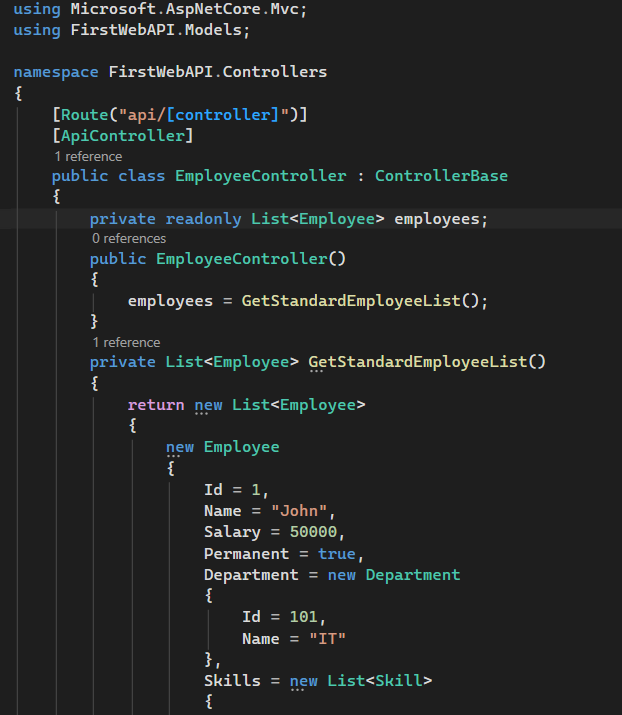 using Microsoft.AspNetCore.Mvc;
using FirstWebAPI.Models;
namespace FirstWebAPI.Controllers
{
[Route("api/[controller]")]
[ApiController]
1 reference
public class EmployeeController : ControllerBase
{
private readonly List<Employee> employees;
0 references
public EmployeeController()
{
employees = GetStandardEmployeeList();
}
1 reference
private List<Employee> GetStandardEmployeeList()
{
return new List<Employee>
{
new Employee
{
Id = 1,
Name = "John",
Salary = 50000,
Permanent = true,
Department = new Department
{
Id = 101,
Name = "IT"
},
Skills = new List<Skill>
{